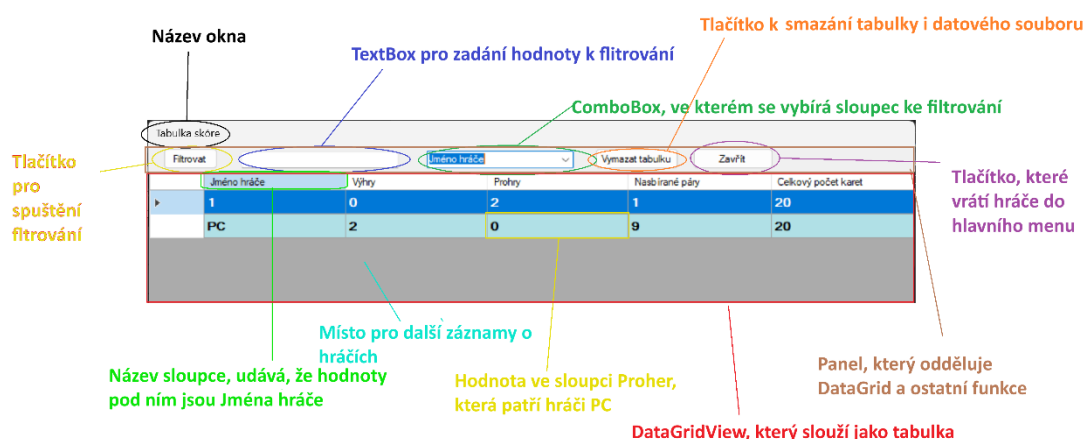 Tlačítko k smazání tabulky i datového souboru
Název okna
TextBox pro zadání hodnoty k flitrování
ComboBox, ve kterém se vybírá sloupec ke filtrování
Tabulka skóre
Filtrovat
Jméno hráče
Vymazat tabulku
Zavřít
Tlačítko
pro
spuštění
fltrování
Tlačítko, které
vrátí hráče do
hlavního menu
Jméno hráče Výhry Prohry Nasbírané páry Celkový počet karet
1 0 2 1 20
PC 2 0 9 20
Místo pro další záznamy o
hráčích
Název sloupce, udává, že hodnoty
pod ním jsou Jména hráče
Hodnota ve sloupci Proher,
která patří hráči PC
Panel, který odděluje
DataGrid a ostatní funkce
DataGridView, který slouží jako tabulka